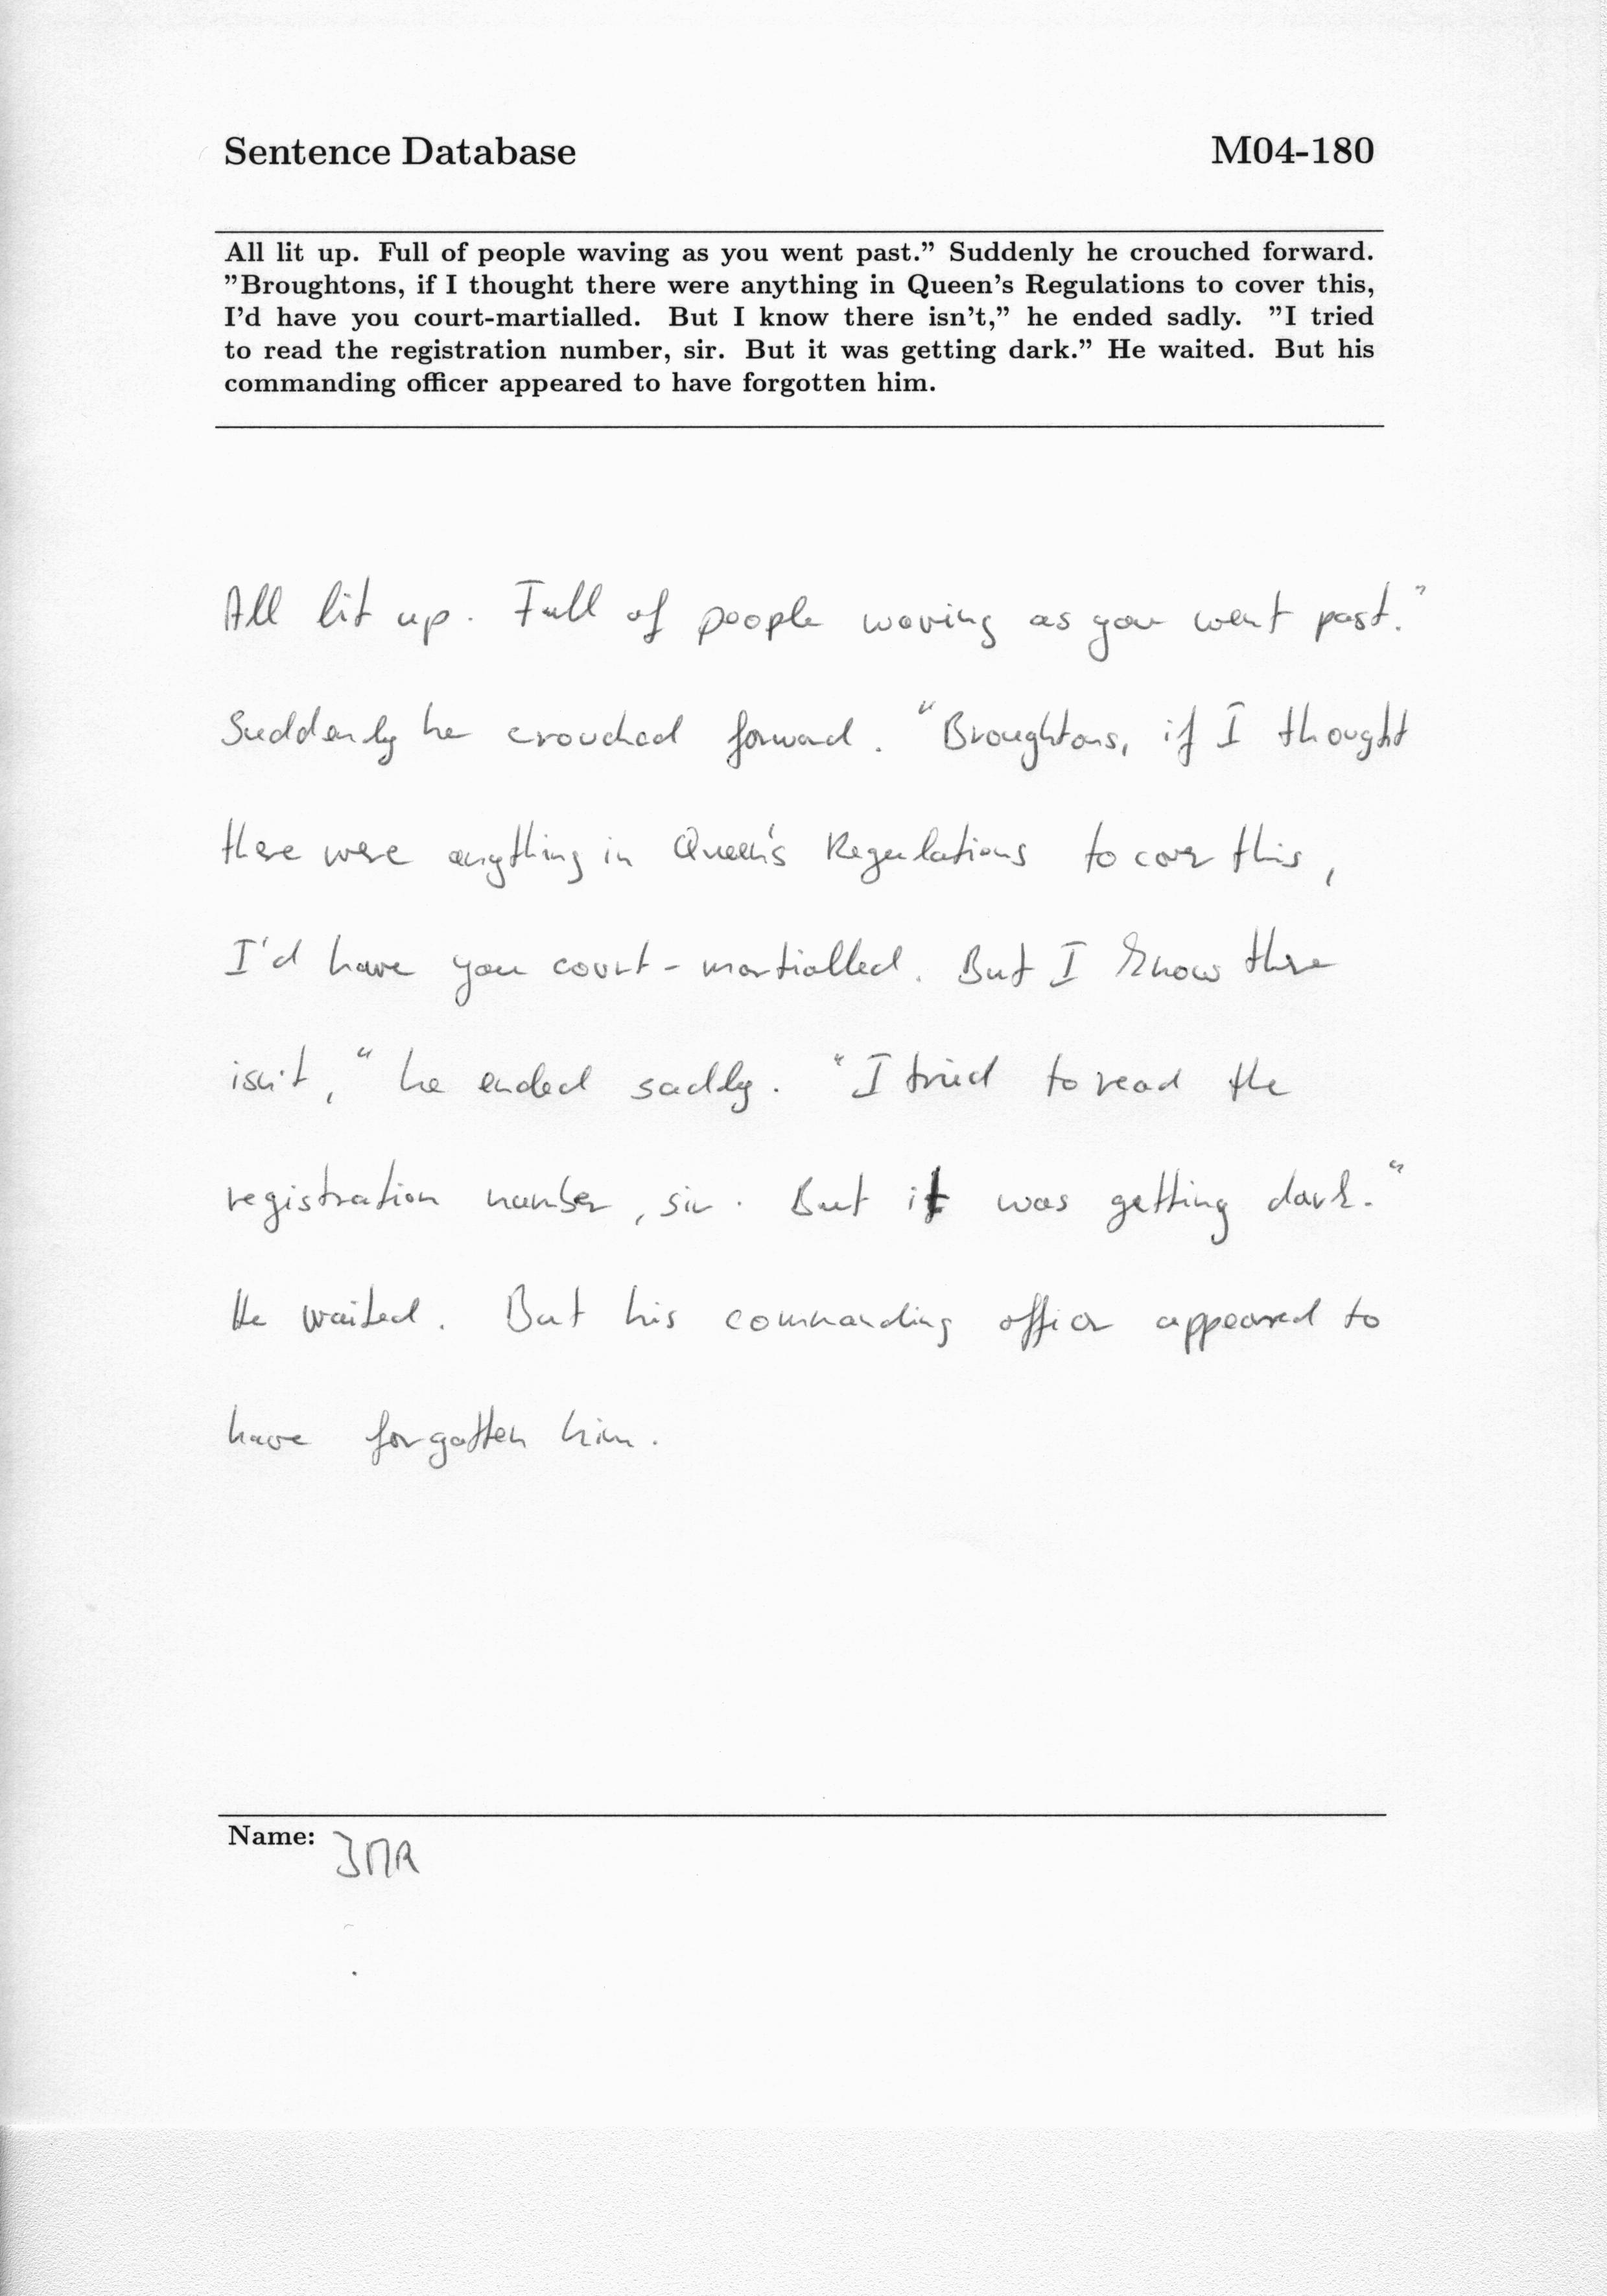 Sentence Database M04-180
All lit up. Full of people waving as you went past.” Suddenly he crouched forward.
”Broughtons, if I thought there were anything in Queen’s Regulations to cover this,
I’d have you court-martialled. But I know there isn’t,” he ended sadly. ”I tried
to read the registration number, sir. But it was getting dark.” He waited. But his
commanding officer appeared to have forgotten him.
All lit up. Full of people waving as you went past."
Suddenly he crouched forward. "Broughtons, if I thought
there were anything in Queen's Regulations to cover this,
I'd have you court-martialled. But I know there
isn't," he ended sadly. "I tried to read the
registration number, sir. But it was getting dark."
He waited. But his commanding officer appeared to
have forgotten him.
Name: JMR